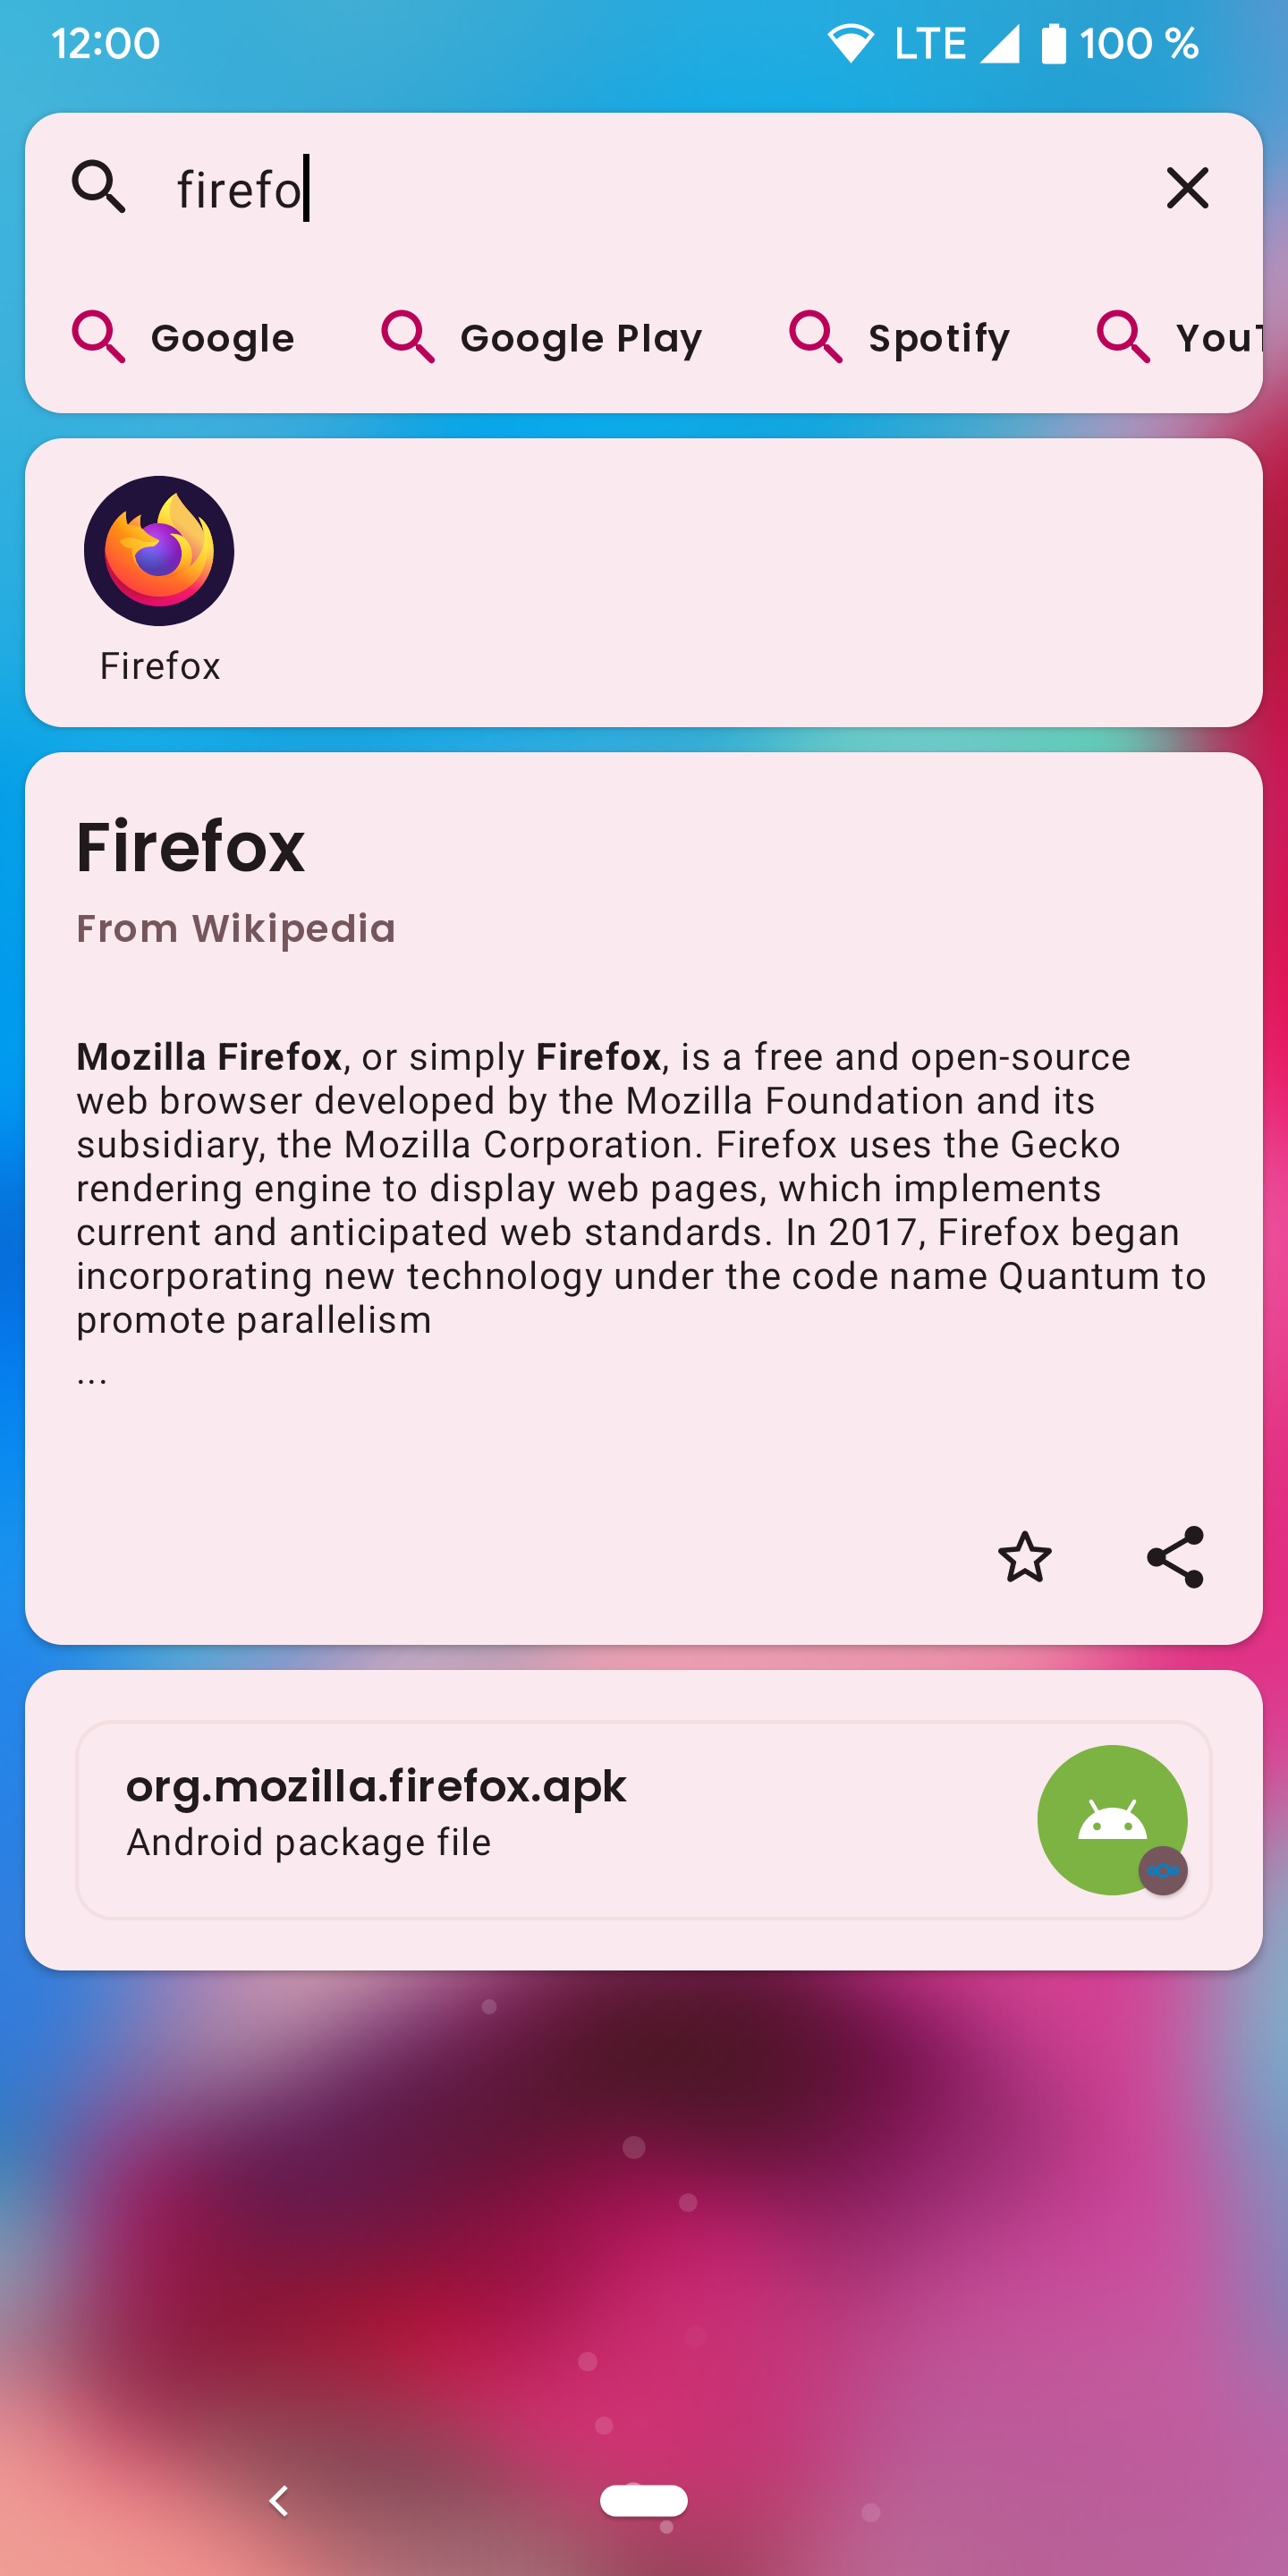 12:00 LTE 100 %
firefo
Google Google Play Spotify YouT
Firefox
Firefox
From Wikipedia
Mozilla Firefox, or simply Firefox, is a free and open-source
web browser developed by the Mozilla Foundation and its
subsidiary, the Mozilla Corporation. Firefox uses the Gecko
rendering engine to display web pages, which implements
current and anticipated web standards. In 2017, Firefox began
incorporating new technology under the code name Quantum to
promote parallelism
...
org.mozilla.firefox.apk
Android package file